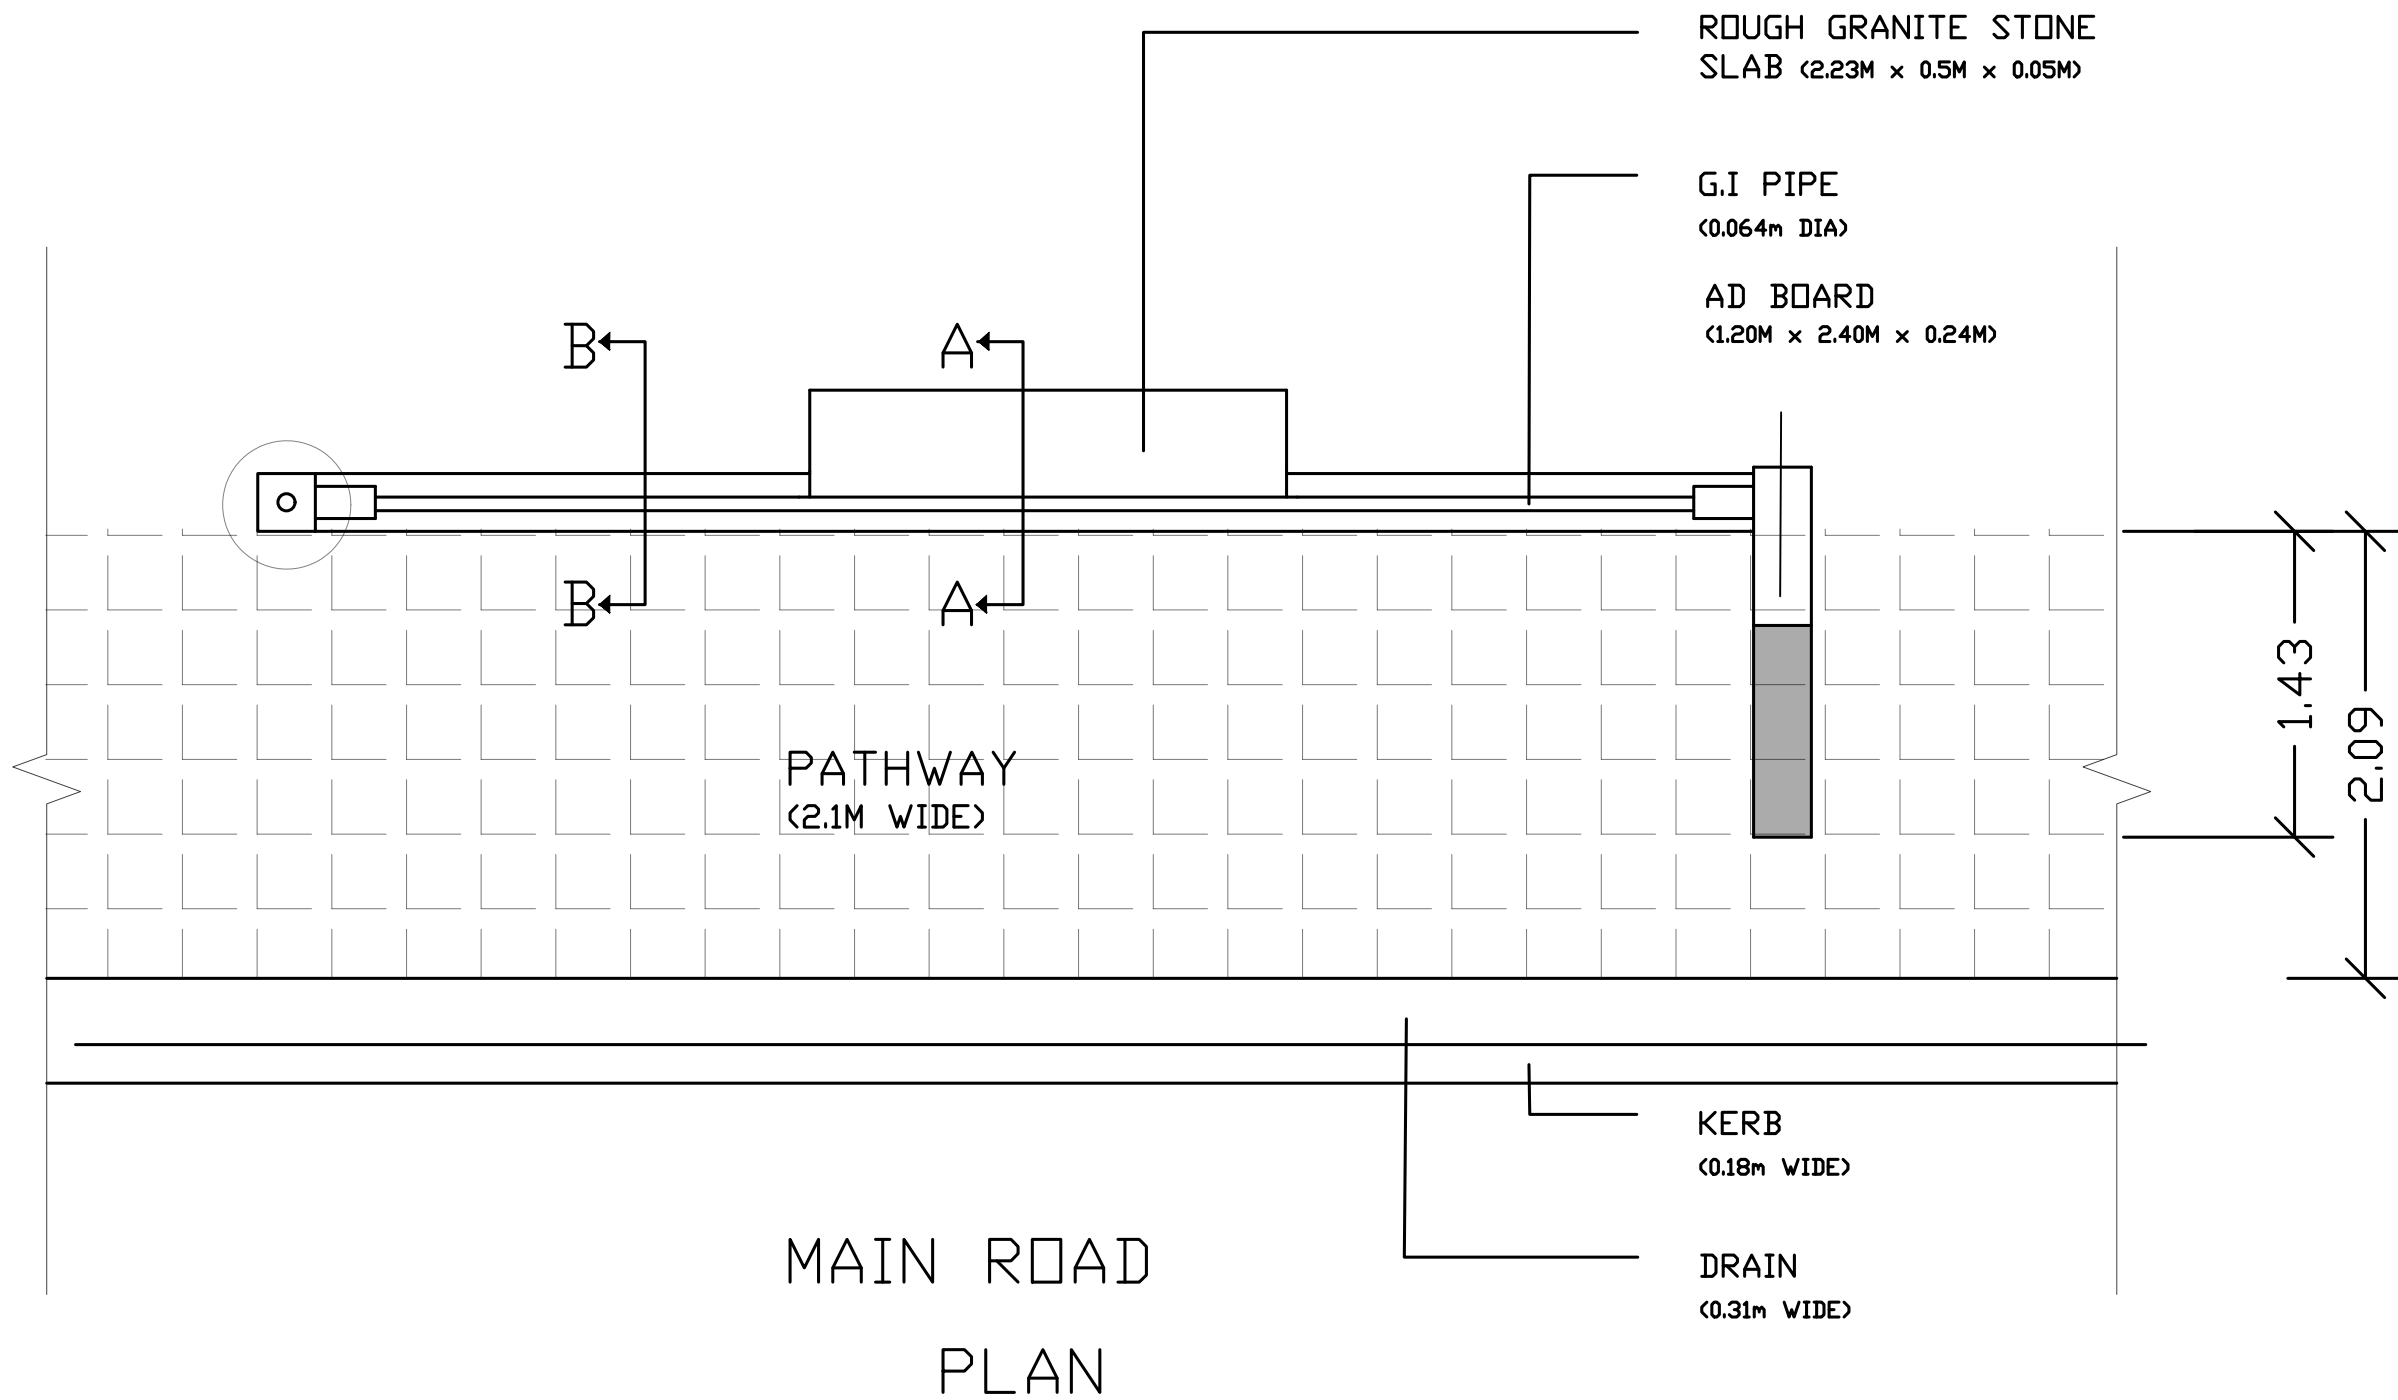 ROUGH GRANITE STONE
SLAB (2.23M x 0.5M x 0.05M)
G.I PIPE
(0.064m DIA)
AD BOARD
(1.20M x 2.40M x 0.24M)
B
A
B
A
1.43
2.09
PATHWAY
(2.1M WIDE)
KERB
(0.18m WIDE)
MAIN ROAD
DRAIN
(0.31m WIDE)
PLAN